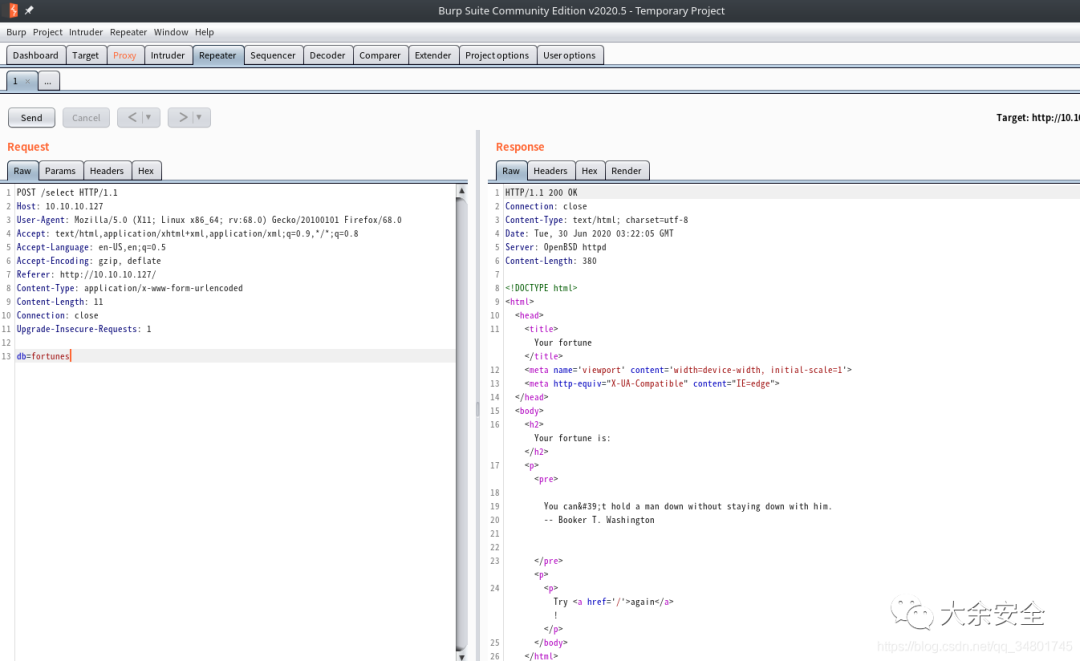 Burp Suite Community Edition v2020.5 - Temporary Project
Burp Project Intruder Repeater Window Help
Dashboard Target Proxy Intruder Repeater Sequencer Decoder Comparer Extender Project options User options
1 × ...
Send Cancel < ▼ > ▼
Target: http://10.10
Request
Raw Params Headers Hex
1 POST /select HTTP/1.1
2 Host: 10.10.10.127
3 User-Agent: Mozilla/5.0 (X11; Linux x86_64; rv:68.0) Gecko/20100101 Firefox/68.0
4 Accept: text/html,application/xhtml+xml,application/xml;q=0.9,*/*;q=0.8
5 Accept-Language: en-US,en;q=0.5
6 Accept-Encoding: gzip, deflate
7 Referer: http://10.10.10.127/
8 Content-Type: application/x-www-form-urlencoded
9 Content-Length: 11
10 Connection: close
11 Upgrade-Insecure-Requests: 1
12
13 db=fortunes
Response
Raw Headers Hex Render
1 HTTP/1.1 200 OK
2 Connection: close
3 Content-Type: text/html; charset=utf-8
4 Date: Tue, 30 Jun 2020 03:22:05 GMT
5 Server: OpenBSD httpd
6 Content-Length: 380
7
8 <!DOCTYPE html>
9 <html>
10 <head>
11 <title>
Your fortune
</title>
12 <meta name='viewport' content='width=device-width, initial-scale=1'>
13 <meta http-equiv="X-UA-Compatible" content="IE=edge">
14 </head>
15 <body>
16 <h2>
Your fortune is:
</h2>
17 <p>
<pre>
18
19 You can&#39;t hold a man down without staying down with him.
20 -- Booker T. Washington
21
22
23 </pre>
<p>
24 <p>
Try <a href='/'>again</a>
!
</p>
25 </body>
26 </html>
大余安全
https://blog.csdn.net/qq_34801745